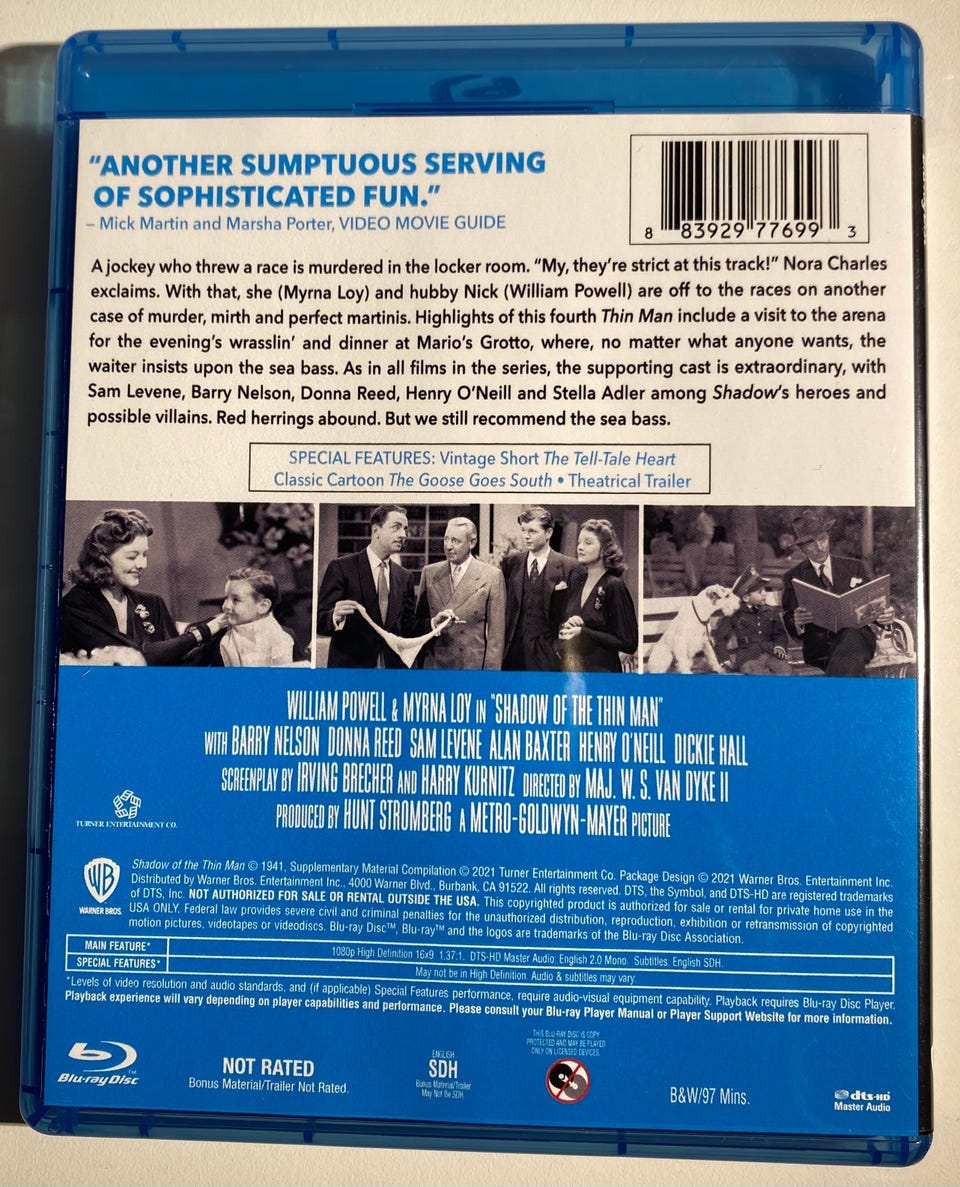 “ANOTHER SUMPTUOUS SERVING
OF SOPHISTICATED FUN.”
– Mick Martin and Marsha Porter, VIDEO MOVIE GUIDE
8 83929 77699 3
A jockey who threw a race is murdered in the locker room. “My, they’re strict at this track!” Nora Charles
exclaims. With that, she (Myrna Loy) and hubby Nick (William Powell) are off to the races on another
case of murder, mirth and perfect martinis. Highlights of this fourth Thin Man include a visit to the arena
for the evening’s wrasslin’ and dinner at Mario’s Grotto, where, no matter what anyone wants, the
waiter insists upon the sea bass. As in all films in the series, the supporting cast is extraordinary, with
Sam Levene, Barry Nelson, Donna Reed, Henry O’Neill and Stella Adler among Shadow’s heroes and
possible villains. Red herrings abound. But we still recommend the sea bass.
SPECIAL FEATURES: Vintage Short The Tell-Tale Heart
Classic Cartoon The Goose Goes South • Theatrical Trailer
WILLIAM POWELL & MYRNA LOY IN “SHADOW OF THE THIN MAN”
WITH BARRY NELSON DONNA REED SAM LEVENE ALAN BAXTER HENRY O’NEILL DICKIE HALL
SCREENPLAY BY IRVING BRECHER AND HARRY KURNITZ DIRECTED BY MAJ. W. S. VAN DYKE II
PRODUCED BY HUNT STROMBERG A METRO-GOLDWYN-MAYER PICTURE
TURNER ENTERTAINMENT CO.
WB
WARNER BROS.
Shadow of the Thin Man © 1941, Supplementary Material Compilation © 2021 Turner Entertainment Co. Package Design © 2021 Warner Bros. Entertainment Inc.
Distributed by Warner Bros. Entertainment Inc., 4000 Warner Blvd., Burbank, CA 91522. All rights reserved. DTS, the Symbol, and DTS-HD are registered trademarks
of DTS, Inc. NOT AUTHORIZED FOR SALE OR RENTAL OUTSIDE THE USA. This copyrighted product is authorized for sale or rental for private home use in the
USA ONLY. Federal law provides severe civil and criminal penalties for the unauthorized distribution, reproduction, exhibition or retransmission of copyrighted
motion pictures, videotapes or videodiscs. Blu-ray Disc™, Blu-ray™ and the logos are trademarks of the Blu-ray Disc Association.
MAIN FEATURE* 1080p High Definition 16x9 1.37:1. DTS-HD Master Audio: English 2.0 Mono. Subtitles: English SDH.
SPECIAL FEATURES* May not be in High Definition. Audio & subtitles may vary.
*Levels of video resolution and audio standards, and (if applicable) Special Features performance, require audio-visual equipment capability. Playback requires Blu-ray Disc Player.
Playback experience will vary depending on player capabilities and performance. Please consult your Blu-ray Player Manual or Player Support Website for more information.
Blu-ray Disc™
NOT RATED
Bonus Material/Trailer Not Rated.
ENGLISH
SDH
Bonus Material/Trailer
May Not Be SDH.
THIS BLU-RAY DISC IS COPY
PROTECTED AND MAY BE PLAYED
ONLY ON LICENSED DEVICES.
B&W/97 Mins.
dts-HD
Master Audio